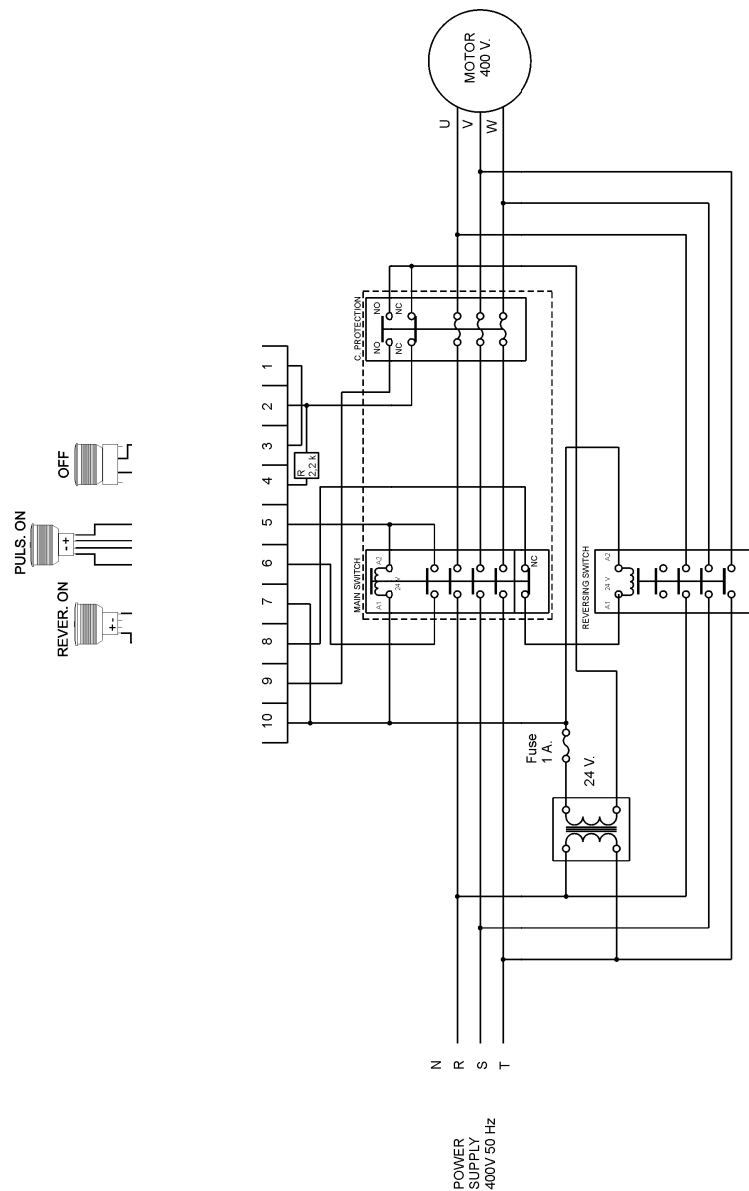 MOTOR
400 V.
U
V
W
C. PROTECTION
NO
NC
NO
NC
1
2
3
4
5
6
7
8
9
10
R
2,2 k
OFF
PULS. ON
- +
REVER. ON
+ -
MAIN SWITCH
A2
24 V
A1
NC
REVERSING SWITCH
A2
24 V
A1
Fuse
1 A.
24 V.
N
R
S
T
POWER
SUPPLY
400V 50 Hz